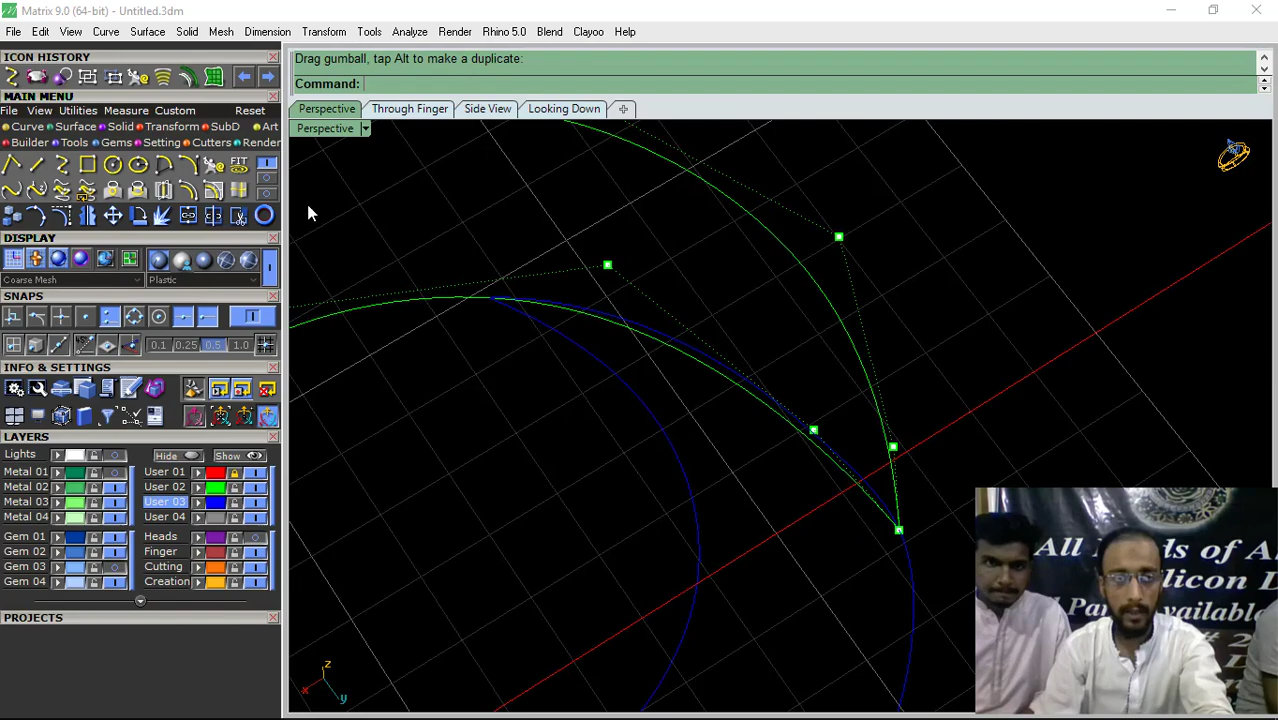 Matrix 9.0 (64-bit) - Untitled.3dm
File Edit View Curve Surface Solid Mesh Dimension Transform Tools Analyze Render Rhino 5.0 Blend Clayoo Help
ICON HISTORY
Drag gumball, tap Alt to make a duplicate:
Command:
MAIN MENU
File View Utilities Measure Custom Reset
Perspective Through Finger Side View Looking Down
Curve Surface Solid Transform SubD Art
Perspective
Builder Tools Gems Setting Cutters Render
FIT
DISPLAY
Coarse Mesh Plastic
SNAPS
0.1 0.25 0.5 1.0
INFO & SETTINGS
LAYERS
Lights Hide Show
Metal 01 User 01
Metal 02 User 02
Metal 03 User 03
Metal 04 User 04
Gem 01 Heads
Gem 02 Finger
Gem 03 Cutting
Gem 04 Creation
PROJECTS
z
x
y
All
of A
ilicon
vailable
# 2